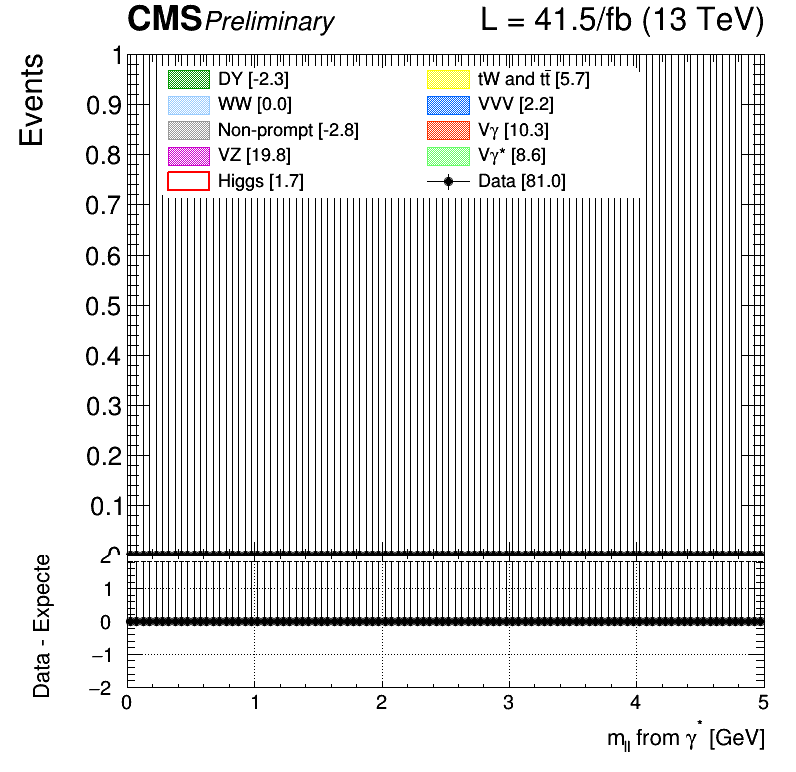 CMS Preliminary L = 41.5/fb (13 TeV)
Events
1
0.9
0.8
0.7
0.6
0.5
0.4
0.3
0.2
0.1
DY [-2.3]
WW [0.0]
Non-prompt [-2.8]
VZ [19.8]
Higgs [1.7]
tW and tt̄ [5.7]
VVV [2.2]
Vγ [10.3]
Vγ* [8.6]
Data [81.0]
Data - Expecte
2
1
0
−1
−2
0 1 2 3 4 5
m_ll from γ* [GeV]